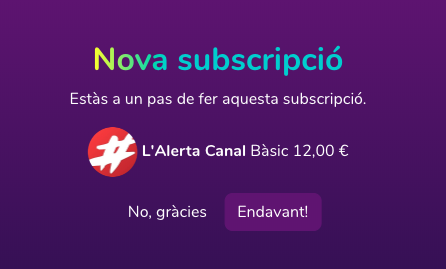 Nova subscripció
Estàs a un pas de fer aquesta subscripció.
L'Alerta Canal Bàsic 12,00 €
No, gràcies Endavant!